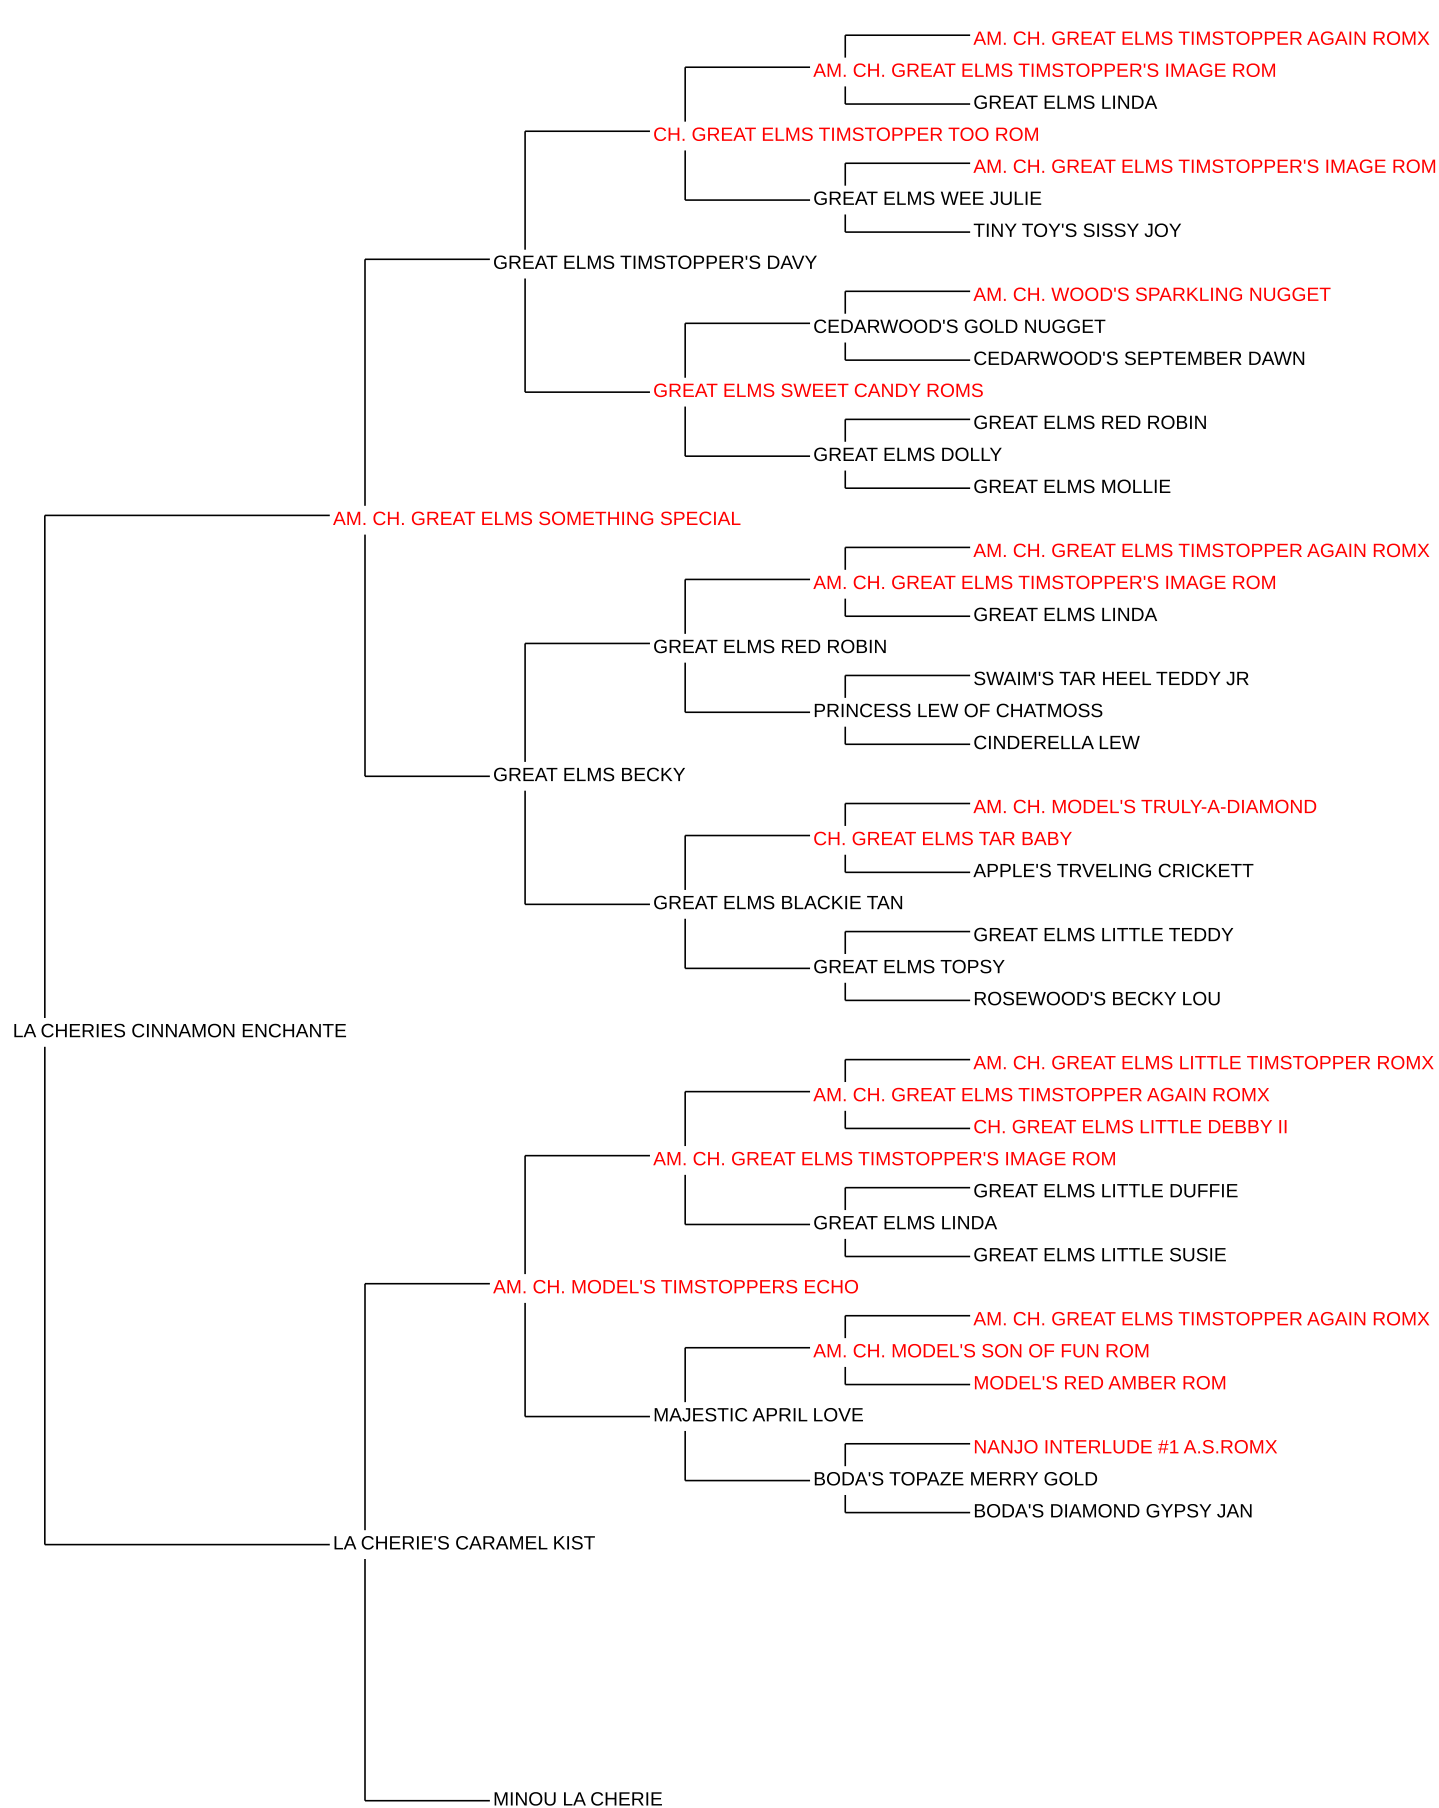 AM. CH. GREAT ELMS TIMSTOPPER AGAIN ROMX
AM. CH. GREAT ELMS TIMSTOPPER'S IMAGE ROM
GREAT ELMS LINDA
CH. GREAT ELMS TIMSTOPPER TOO ROM
AM. CH. GREAT ELMS TIMSTOPPER'S IMAGE ROM
GREAT ELMS WEE JULIE
TINY TOY'S SISSY JOY
GREAT ELMS TIMSTOPPER'S DAVY
AM. CH. WOOD'S SPARKLING NUGGET
CEDARWOOD'S GOLD NUGGET
CEDARWOOD'S SEPTEMBER DAWN
GREAT ELMS SWEET CANDY ROMS
GREAT ELMS RED ROBIN
GREAT ELMS DOLLY
GREAT ELMS MOLLIE
AM. CH. GREAT ELMS SOMETHING SPECIAL
AM. CH. GREAT ELMS TIMSTOPPER AGAIN ROMX
AM. CH. GREAT ELMS TIMSTOPPER'S IMAGE ROM
GREAT ELMS LINDA
GREAT ELMS RED ROBIN
SWAIM'S TAR HEEL TEDDY JR
PRINCESS LEW OF CHATMOSS
CINDERELLA LEW
GREAT ELMS BECKY
AM. CH. MODEL'S TRULY-A-DIAMOND
CH. GREAT ELMS TAR BABY
APPLE'S TRVELING CRICKETT
GREAT ELMS BLACKIE TAN
GREAT ELMS LITTLE TEDDY
GREAT ELMS TOPSY
ROSEWOOD'S BECKY LOU
LA CHERIES CINNAMON ENCHANTE
AM. CH. GREAT ELMS LITTLE TIMSTOPPER ROMX
AM. CH. GREAT ELMS TIMSTOPPER AGAIN ROMX
CH. GREAT ELMS LITTLE DEBBY II
AM. CH. GREAT ELMS TIMSTOPPER'S IMAGE ROM
GREAT ELMS LITTLE DUFFIE
GREAT ELMS LINDA
GREAT ELMS LITTLE SUSIE
AM. CH. MODEL'S TIMSTOPPERS ECHO
AM. CH. GREAT ELMS TIMSTOPPER AGAIN ROMX
AM. CH. MODEL'S SON OF FUN ROM
MODEL'S RED AMBER ROM
MAJESTIC APRIL LOVE
NANJO INTERLUDE #1 A.S.ROMX
BODA'S TOPAZE MERRY GOLD
BODA'S DIAMOND GYPSY JAN
LA CHERIE'S CARAMEL KIST
MINOU LA CHERIE